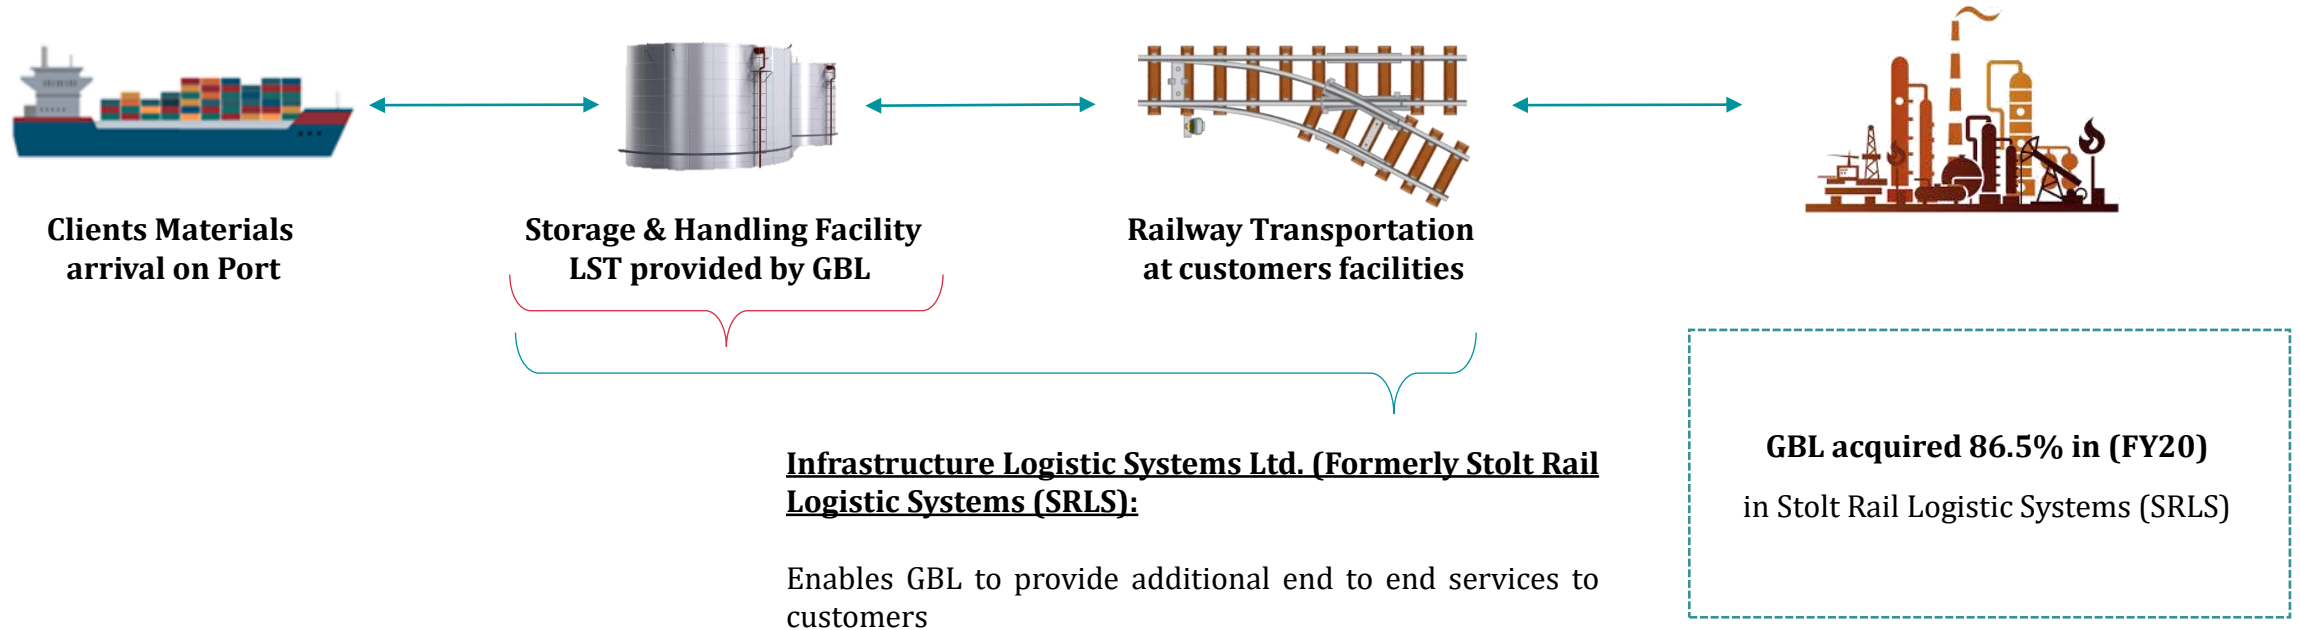 Clients Materials
arrival on Port
Storage & Handling Facility
LST provided by GBL
Railway Transportation
at customers facilities
Infrastructure Logistic Systems Ltd. (Formerly Stolt Rail
Logistic Systems (SRLS):
Enables GBL to provide additional end to end services to
customers
GBL acquired 86.5% in (FY20)
in Stolt Rail Logistic Systems (SRLS)